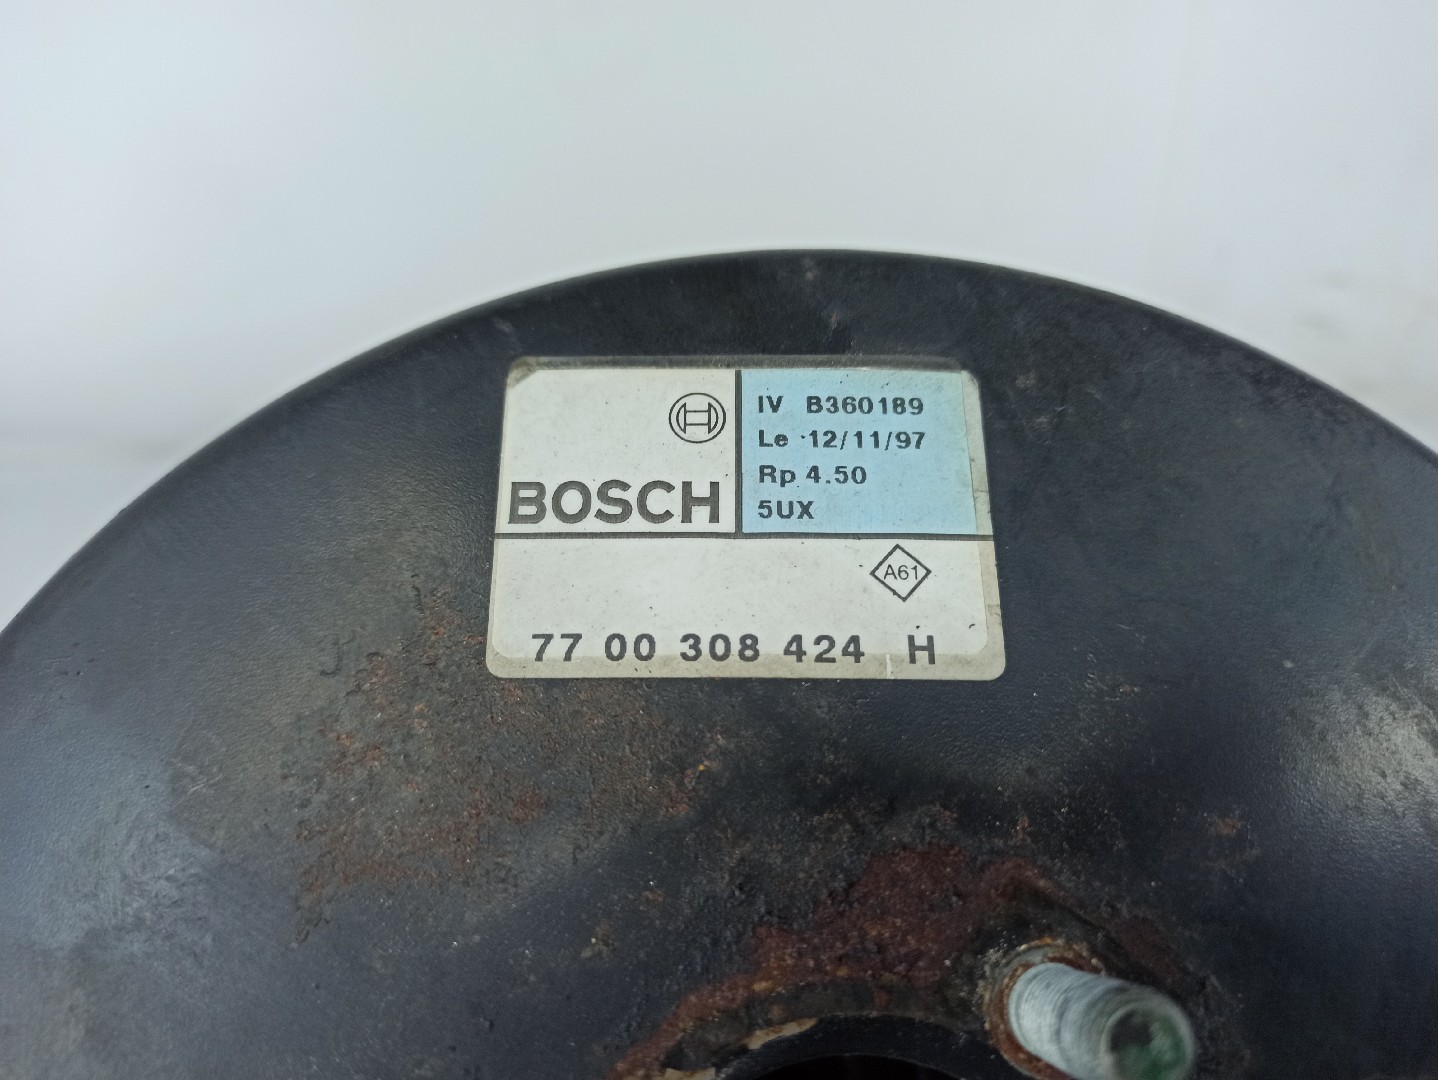 BOSCH
IV B360189
Le 12/11/97
Rp 4.50
5UX
A61
77 00 308 424 H